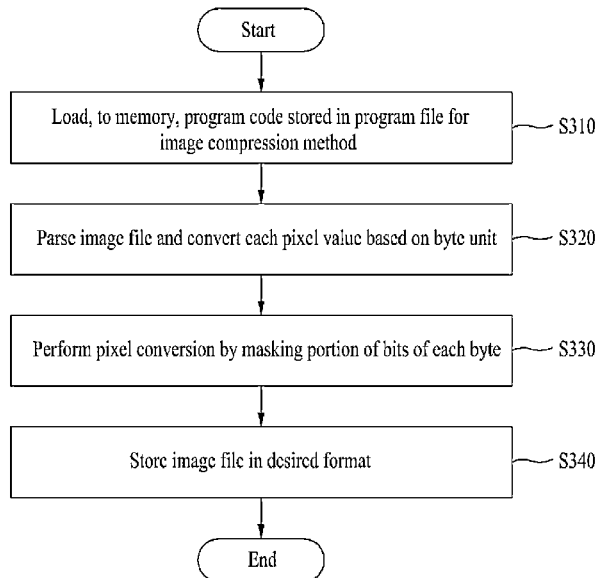 Start
Load, to memory, program code stored in program file for
image compression method
S310
Parse image file and convert each pixel value based on byte unit
S320
Perform pixel conversion by masking portion of bits of each byte
S330
Store image file in desired format
S340
End